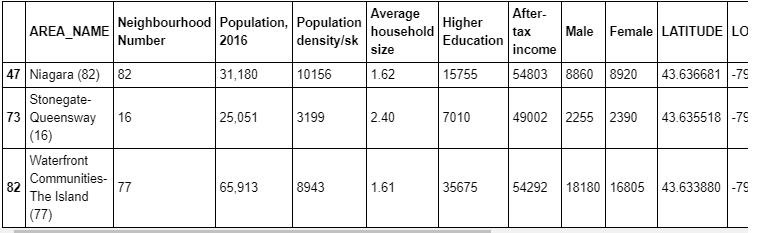 AREA_NAME Neighbourhood Number Population, 2016 Population density/sk Average household size Higher Education After-tax income Male Female LATITUDE LO
47 Niagara (82) 82 31,180 10156 1.62 15755 54803 8860 8920 43.636681 -79
73 Stonegate-Queensway (16) 16 25,051 3199 2.40 7010 49002 2255 2390 43.635518 -79
82 Waterfront Communities-The Island (77) 77 65,913 8943 1.61 35675 54292 18180 16805 43.633880 -79